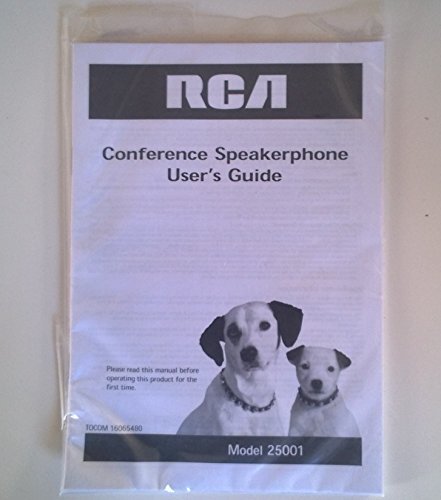 RCA
Conference Speakerphone
User's Guide
Please read this manual before
operating this product for the
first time.
TOCOM 16065480
Model 25001